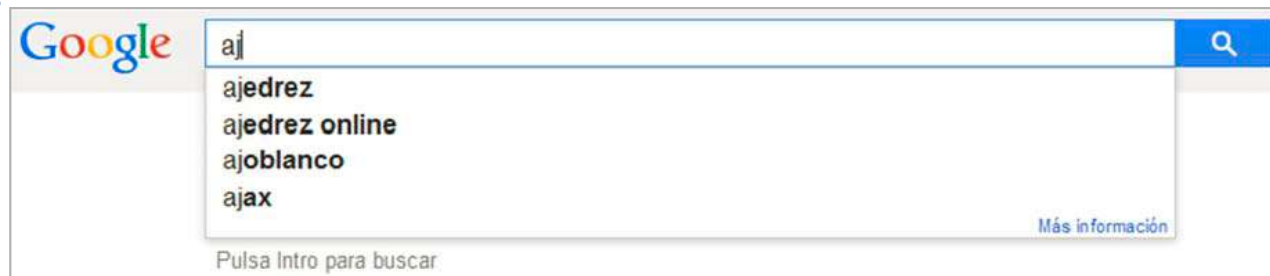 Google
aj
ajedrez
ajedrez online
ajoblanco
ajax
Más información
Pulsa Intro para buscar